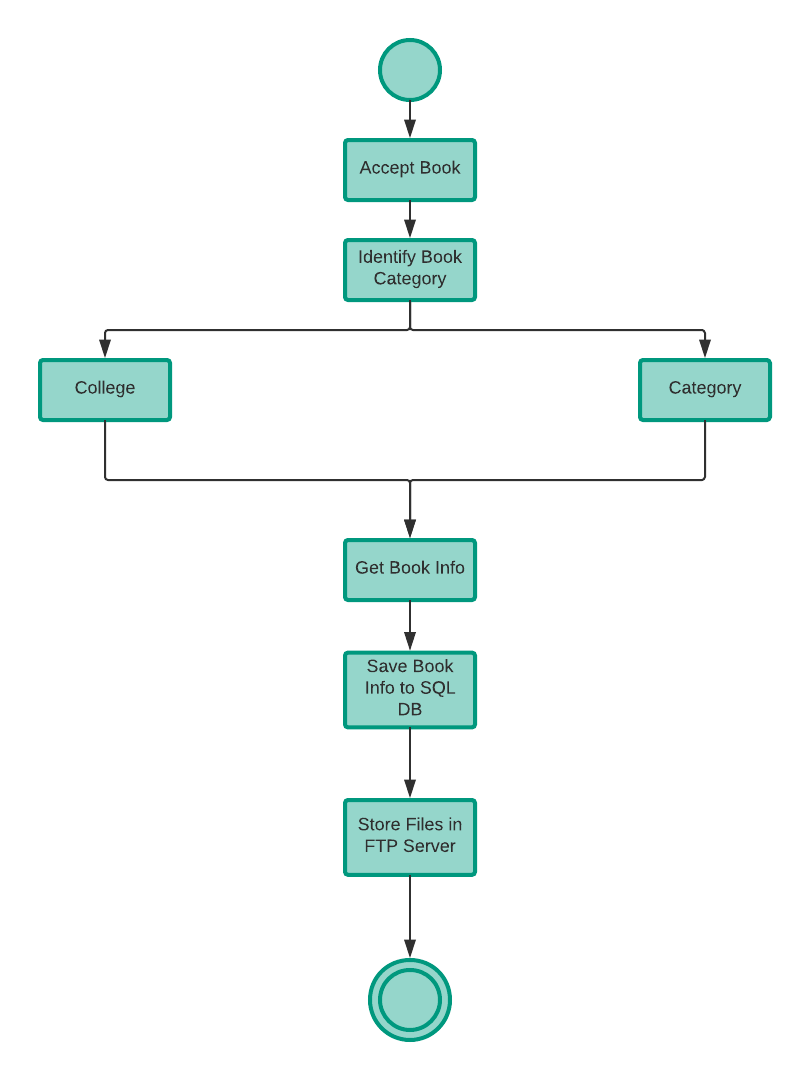 Accept Book
Identify Book
Category
College
Category
Get Book Info
Save Book
Info to SQL
DB
Store Files in
FTP Server